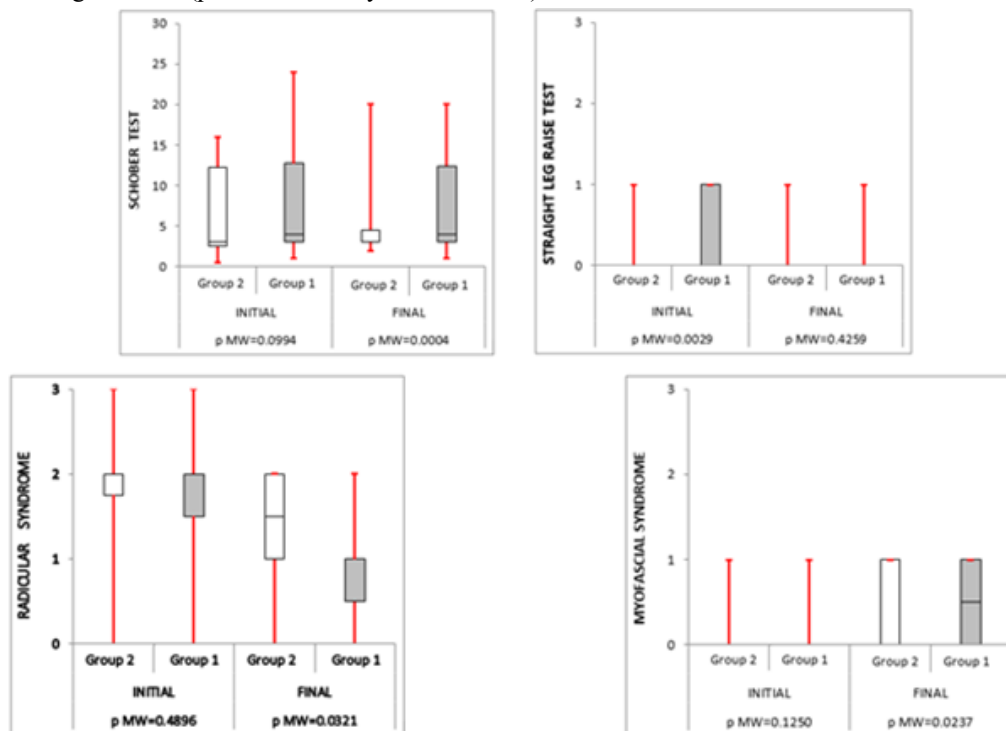 30
25
20
15
10
5
0
SCHOBER TEST
Group 2 Group 1 Group 2 Group 1
INITIAL FINAL
p MW=0.0994 p MW=0.0004
3
2
1
0
STRAIGHT LEG RAISE TEST
Group 2 Group 1 Group 2 Group 1
INITIAL FINAL
p MW=0.0029 p MW=0.4259
3
2
1
0
RADICULAR SYNDROME
Group 2 Group 1 Group 2 Group 1
INITIAL FINAL
p MW=0.4896 p MW=0.0321
3
2
1
0
MYOFASCIAL SYNDROME
Group 2 Group 1 Group 2 Group 1
INITIAL FINAL
p MW=0.1250 p MW=0.0237